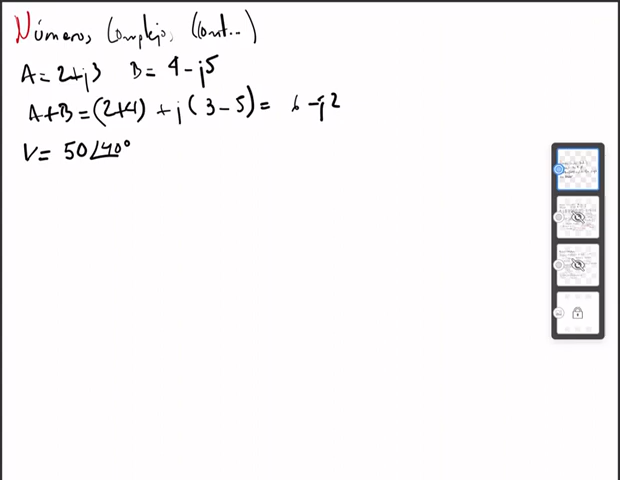 Números Complejos (Cont..)
A= 2+j3 B= 4-j5
A+B = (2+4) + j(3-5) = 6-j2
V= 50∠40°